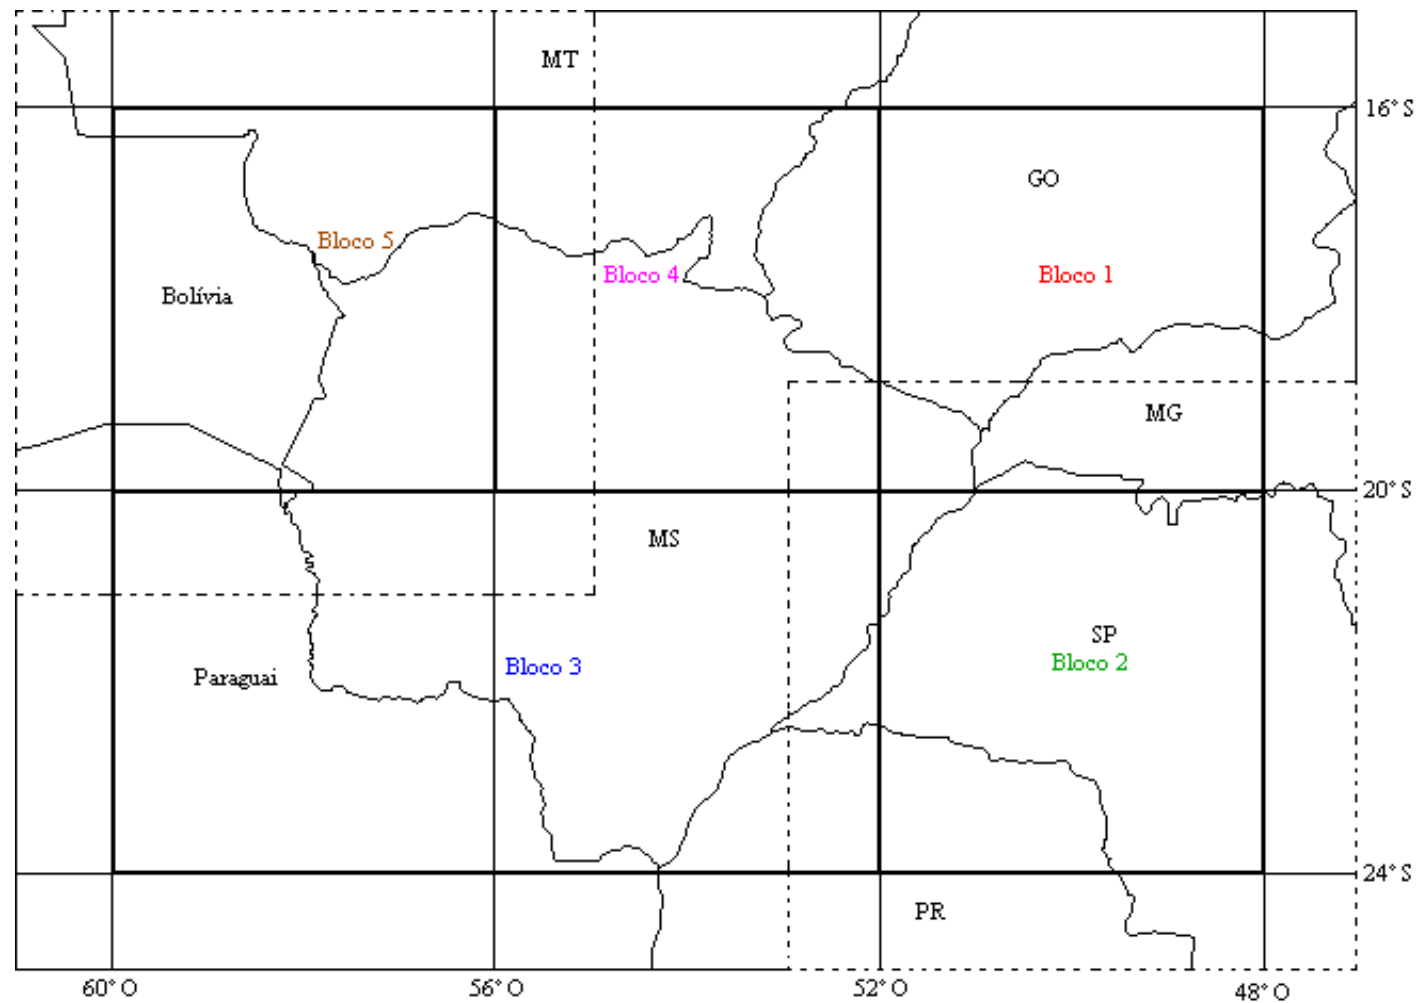 MT
16° S
GO
Bloco 5
Bloco 4
Bloco 1
Bolívia
MG
20° S
MS
SP
Bloco 2
Bloco 3
Paraguai
24° S
PR
60° O
56° O
52° O
48° O